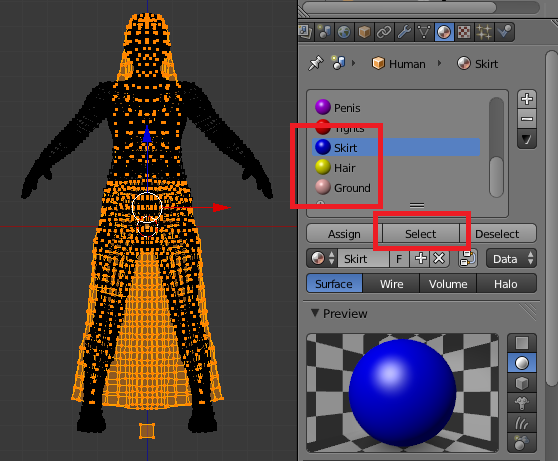 Human Skirt
Penis
Tights
Skirt
Hair
Ground
Assign Select Deselect
Skirt F Data
Surface Wire Volume Halo
Preview